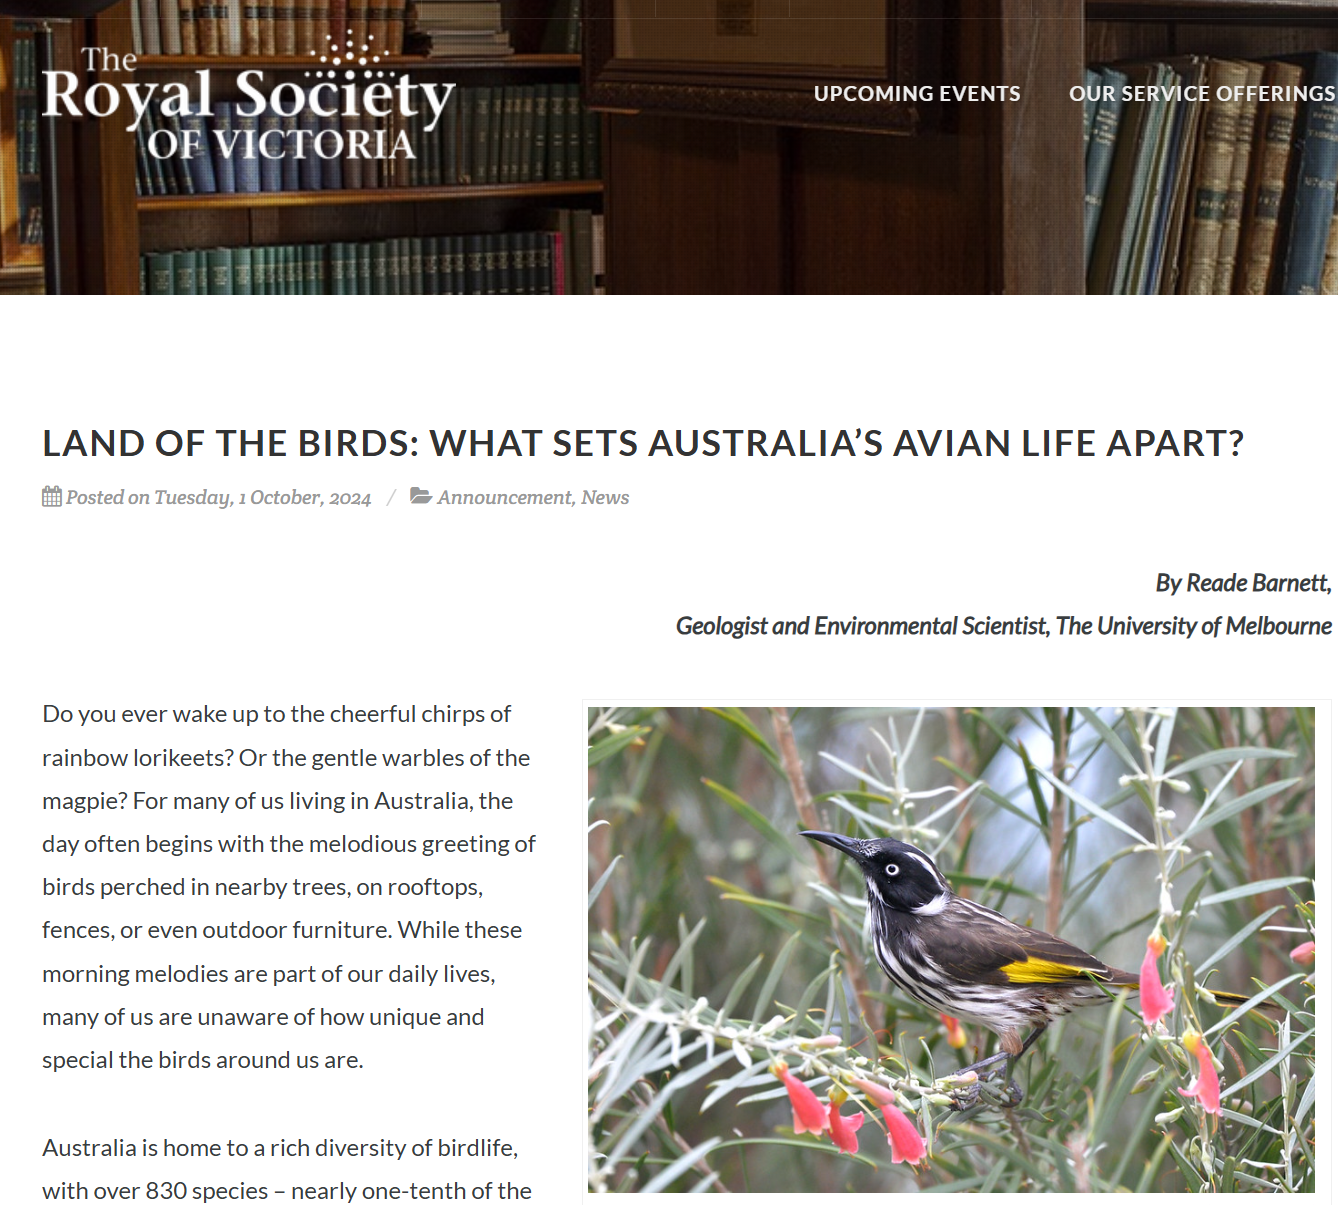 The
Royal Society
OF VICTORIA
UPCOMING EVENTS
OUR SERVICE OFFERINGS
LAND OF THE BIRDS: WHAT SETS AUSTRALIA’S AVIAN LIFE APART?
Posted on Tuesday, 1 October, 2024 / Announcement, News
By Reade Barnett,
Geologist and Environmental Scientist, The University of Melbourne
Do you ever wake up to the cheerful chirps of
rainbow lorikeets? Or the gentle warbles of the
magpie? For many of us living in Australia, the
day often begins with the melodious greeting of
birds perched in nearby trees, on rooftops,
fences, or even outdoor furniture. While these
morning melodies are part of our daily lives,
many of us are unaware of how unique and
special the birds around us are.
Australia is home to a rich diversity of birdlife,
with over 830 species – nearly one-tenth of the